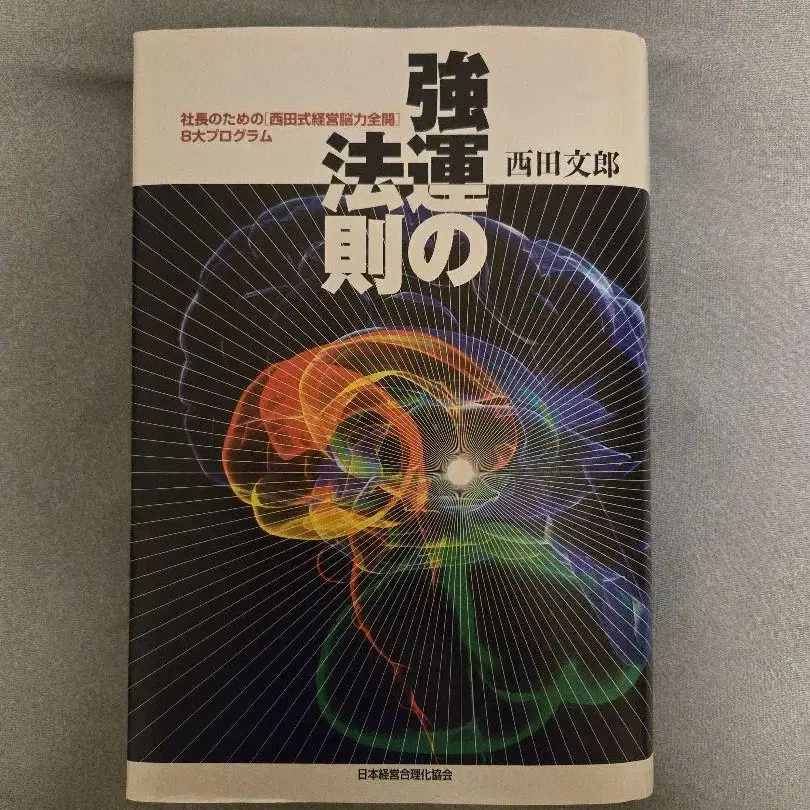 強運の
法則
社長のための[西田式経営脳力全開]
8大プログラム
西田文郎
日本経営合理化協会